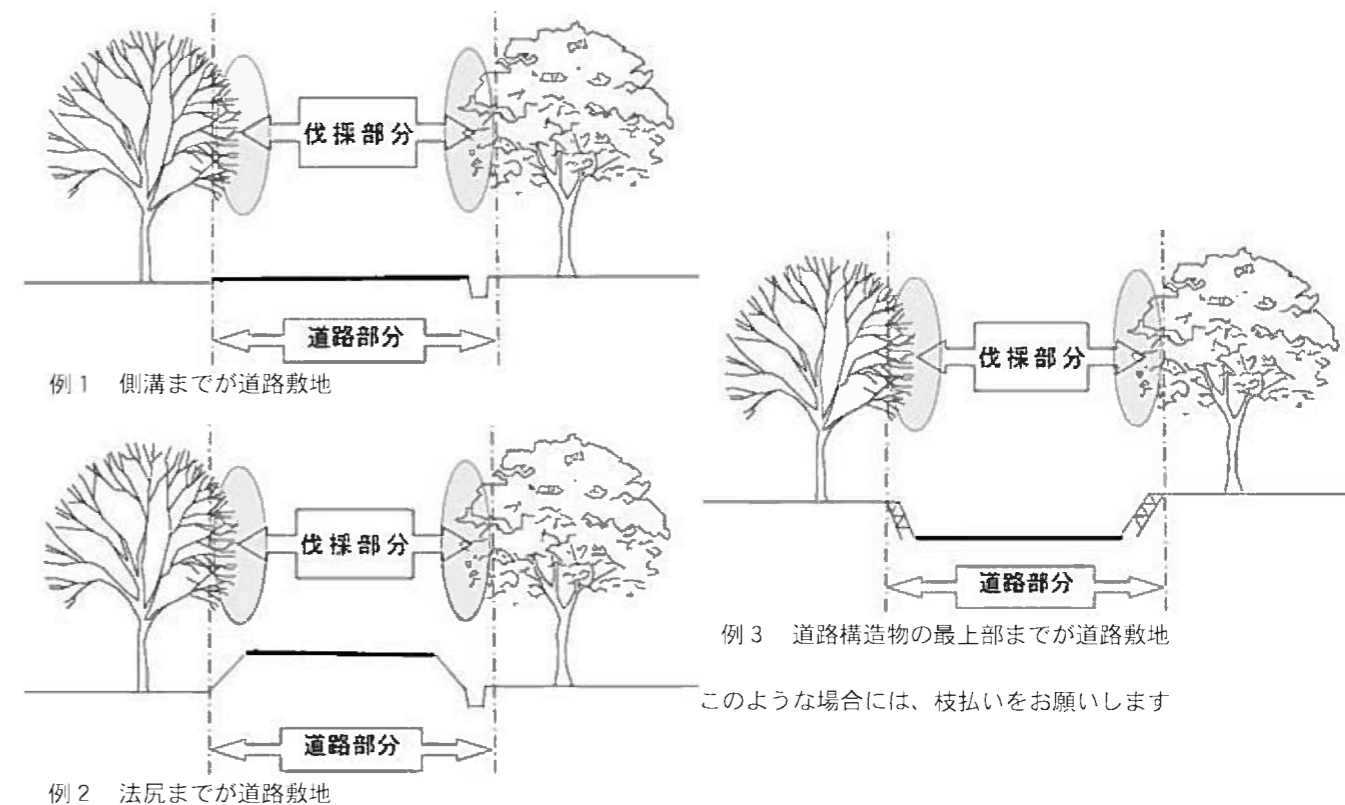 伐採部分
道路部分
例1 側溝までが道路敷地
伐採部分
道路部分
例2 法尻までが道路敷地
伐採部分
道路部分
例3 道路構造物の最上部までが道路敷地
このような場合には、枝払いをお願いします